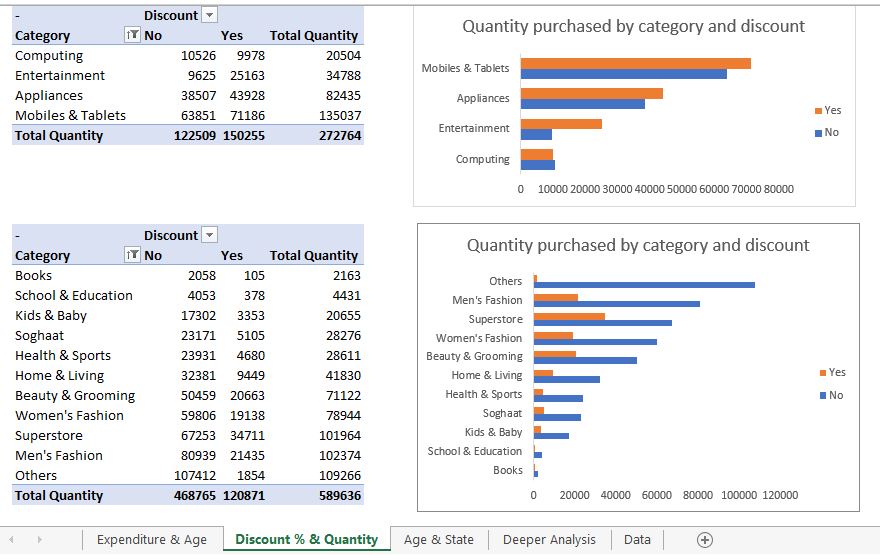 - Discount
Category No Yes Total Quantity
Computing 10526 9978 20504
Entertainment 9625 25163 34788
Appliances 38507 43928 82435
Mobiles & Tablets 63851 71186 135037
Total Quantity 122509 150255 272764
Quantity purchased by category and discount
Mobiles & Tablets
Appliances
Entertainment
Computing
Yes
No
0 10000 20000 30000 40000 50000 60000 70000 80000
- Discount
Category No Yes Total Quantity
Books 2058 105 2163
School & Education 4053 378 4431
Kids & Baby 17302 3353 20655
Soghaat 23171 5105 28276
Health & Sports 23931 4680 28611
Home & Living 32381 9449 41830
Beauty & Grooming 50459 20663 71122
Women's Fashion 59806 19138 78944
Superstore 67253 34711 101964
Men's Fashion 80939 21435 102374
Others 107412 1854 109266
Total Quantity 468765 120871 589636
Quantity purchased by category and discount
Others
Men's Fashion
Superstore
Women's Fashion
Beauty & Grooming
Home & Living
Health & Sports
Soghaat
Kids & Baby
School & Education
Books
Yes
No
0 20000 40000 60000 80000 100000 120000
Expenditure & Age Discount % & Quantity Age & State Deeper Analysis Data